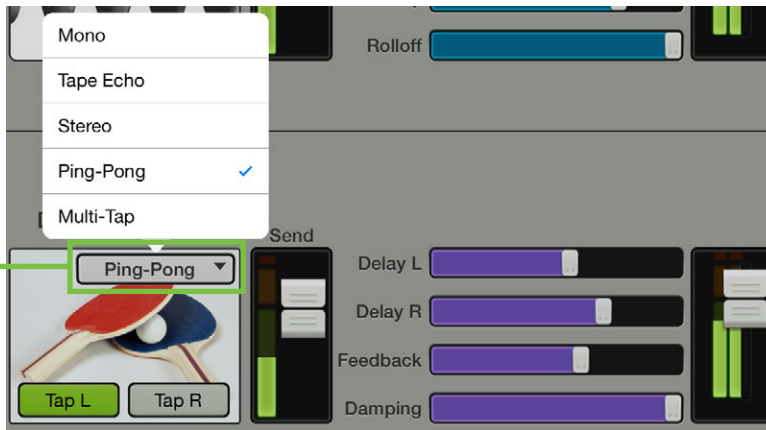 Mono
Tape Echo
Stereo
Ping-Pong
Multi-Tap
Rolloff
Send
Ping-Pong
Tap L
Tap R
Delay L
Delay R
Feedback
Damping